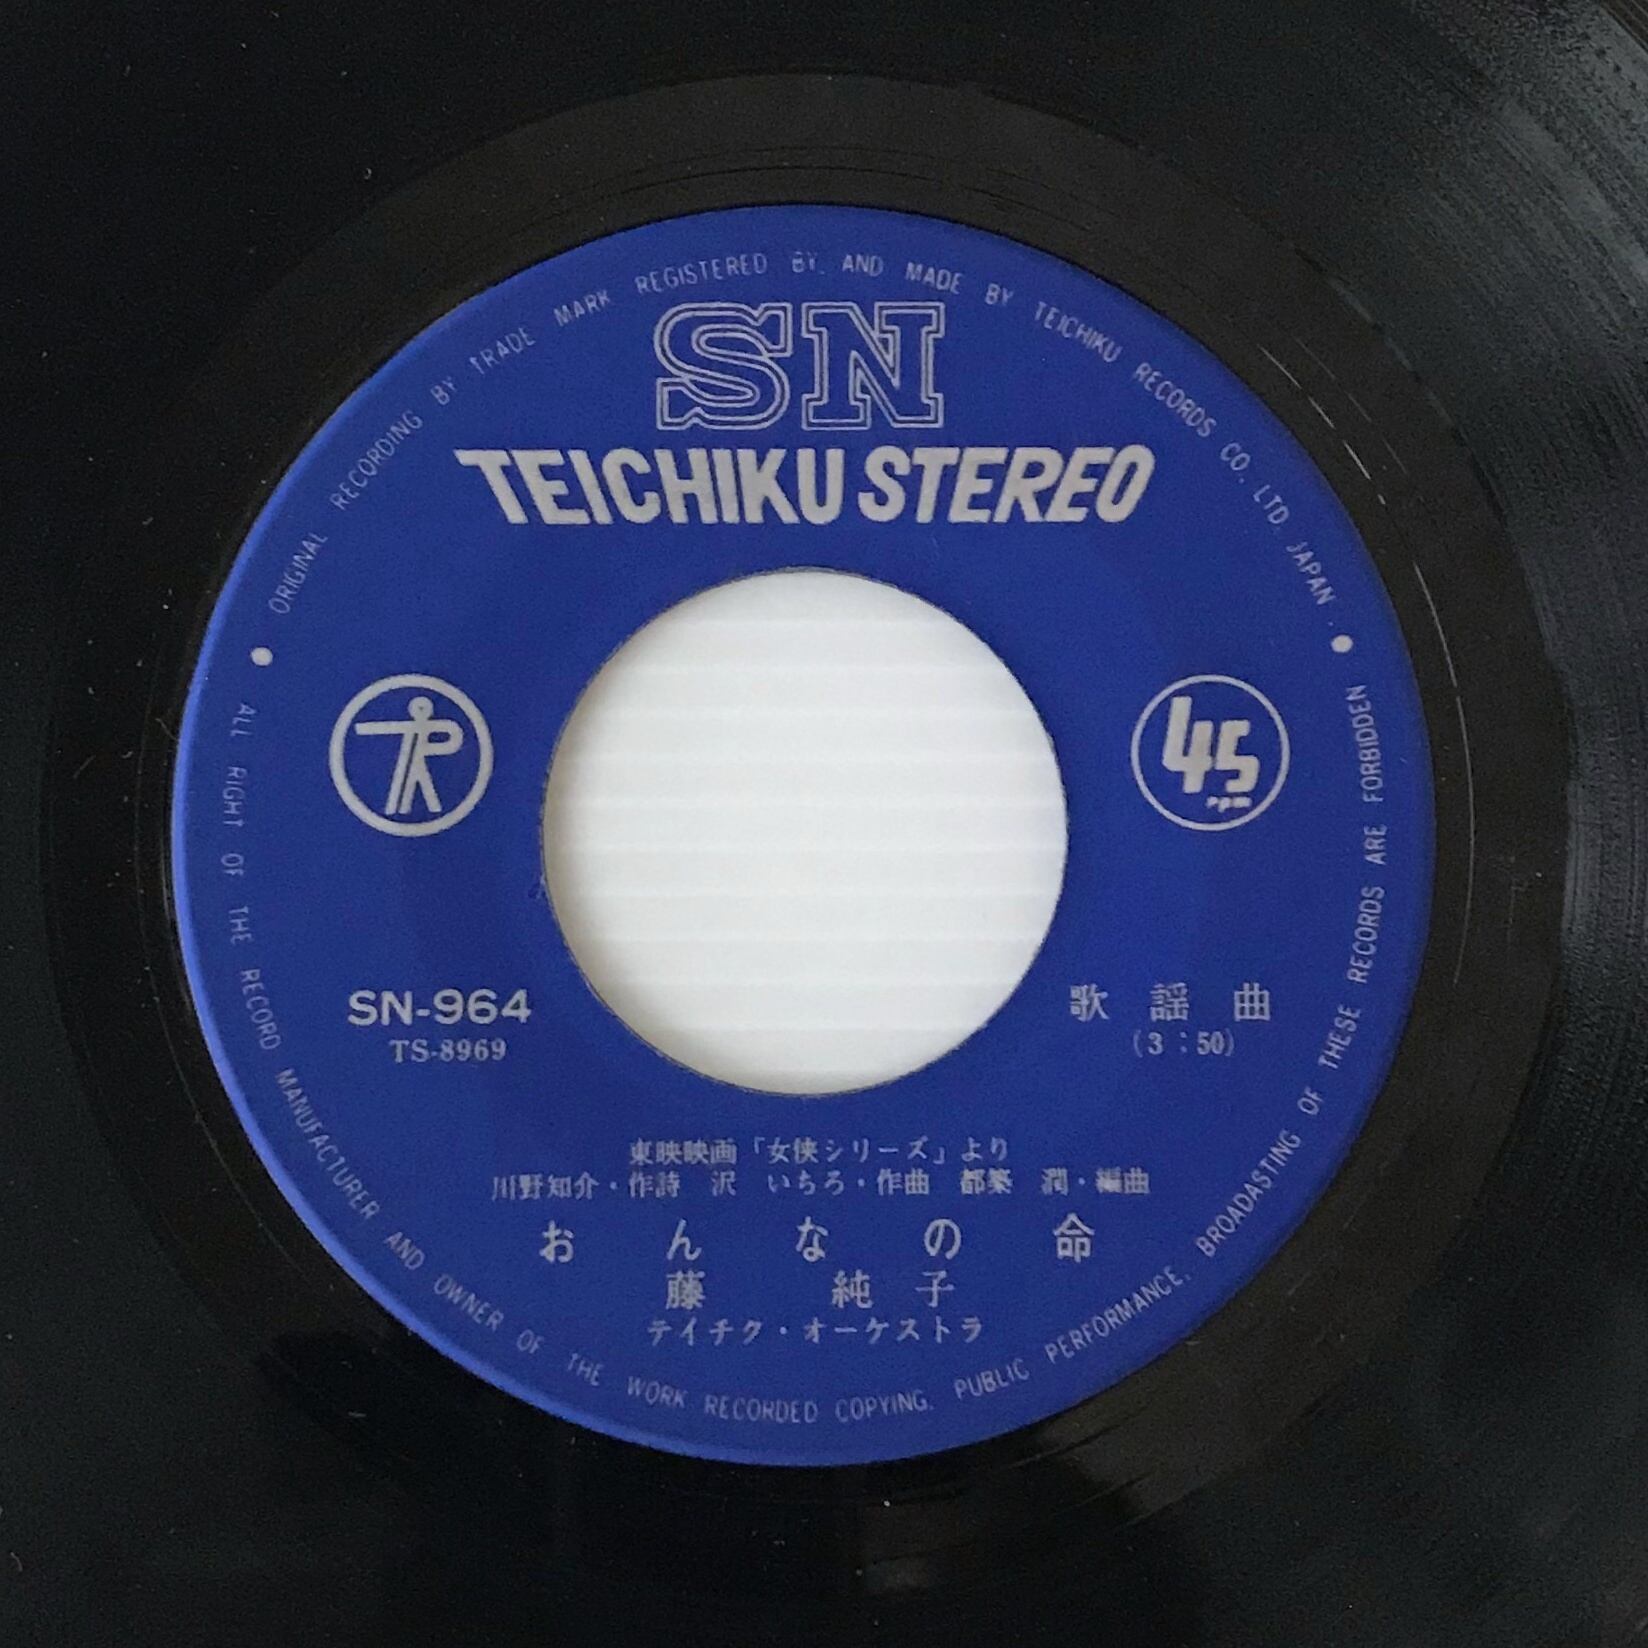 ORIGINAL RECORDING BY TRADE MARK REGISTERED BY. AND MADE BY TEICHIKU RECORDS CO. LTD. JAPAN.
SN
TEICHIKU STEREO
TR
45
rpm
SN-964
TS-8969
歌謡曲
(3:50)
東映映画「女侠シリーズ」より
川野知介・作詩 沢 いちろ・作曲 都築 潤・編曲
おんなの命
藤 純子
テイチク・オーケストラ
ALL RIGHT OF THE RECORD MANUFACTURER AND OWNER OF THE WORK RECORDED COPYING. PUBLIC PERFORMANCE. BROADASTING OF THESE RECORDS ARE FORBIDDEN